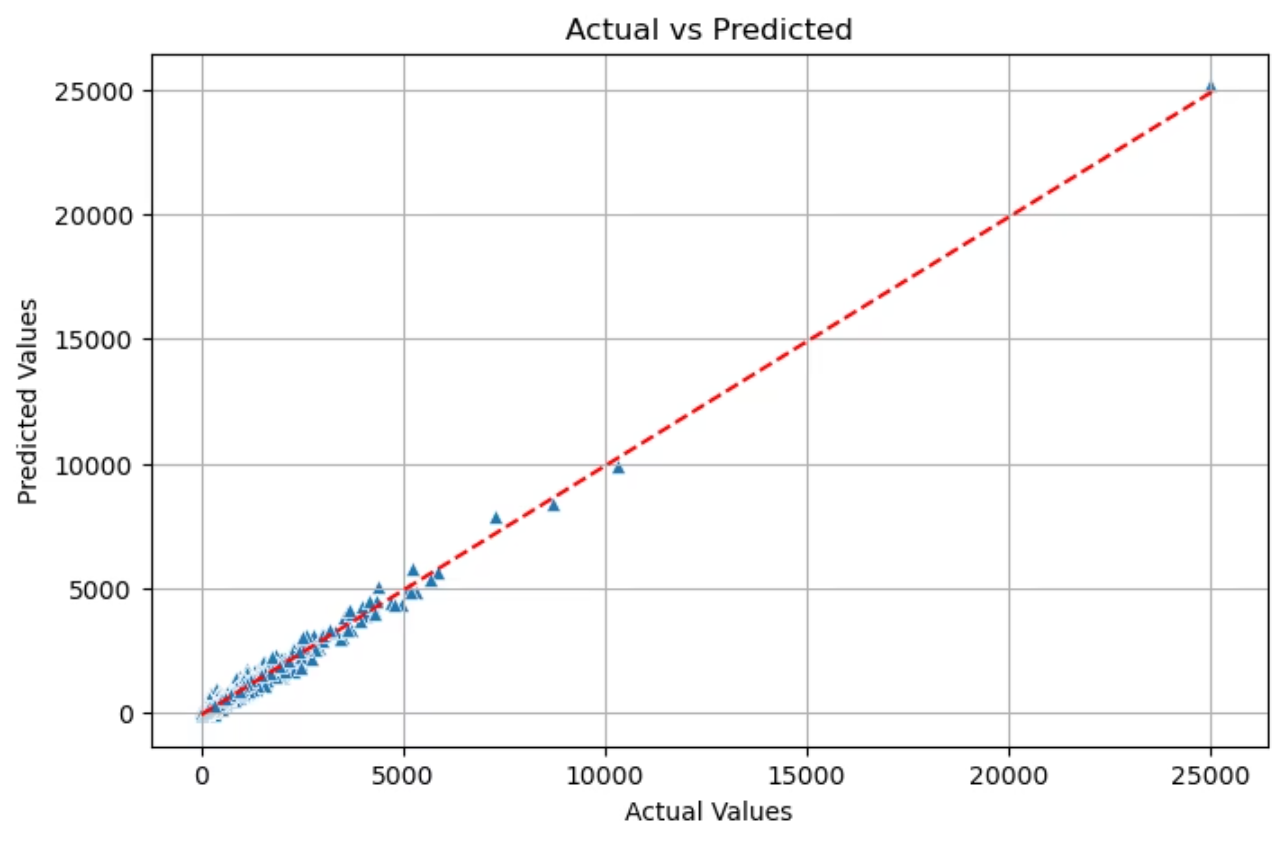 Actual vs Predicted
25000
20000
15000
10000
5000
0
Predicted Values
0 5000 10000 15000 20000 25000
Actual Values